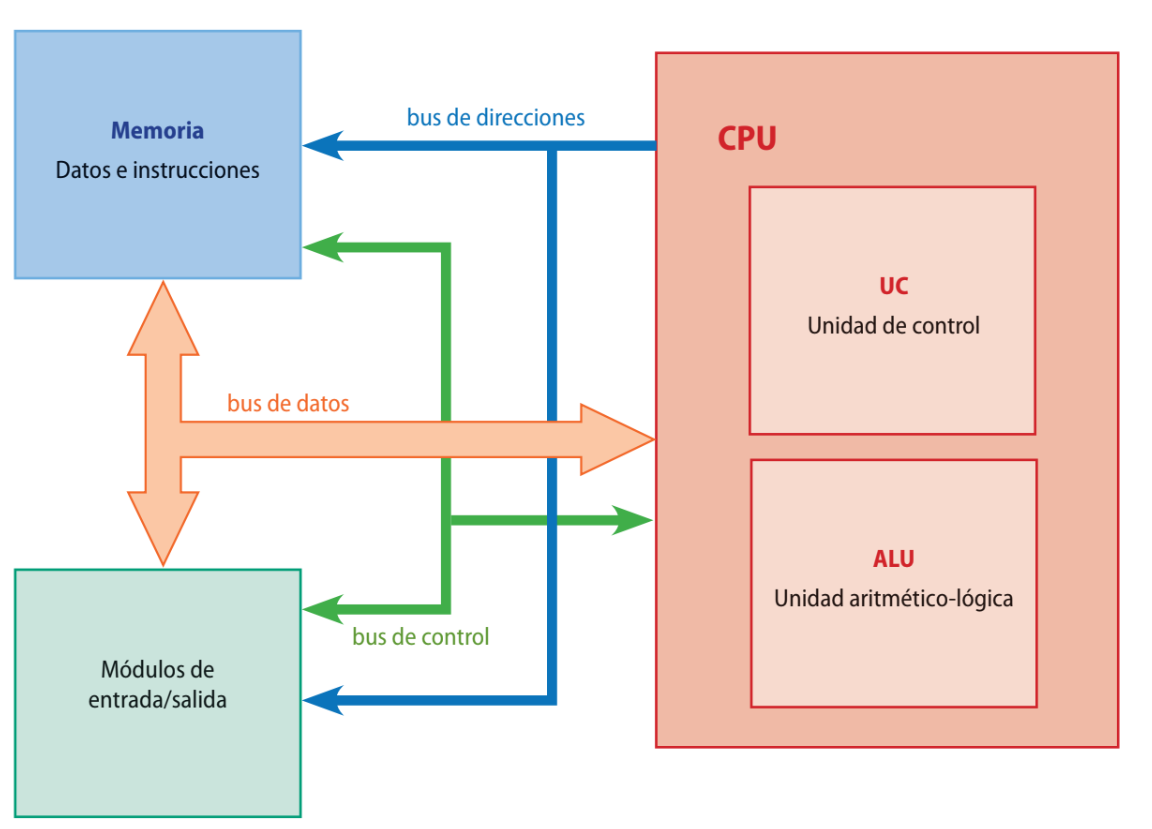 Memoria
Datos e instrucciones
bus de direcciones
CPU
UC
Unidad de control
bus de datos
ALU
Unidad aritmético-lógica
bus de control
Módulos de
entrada/salida